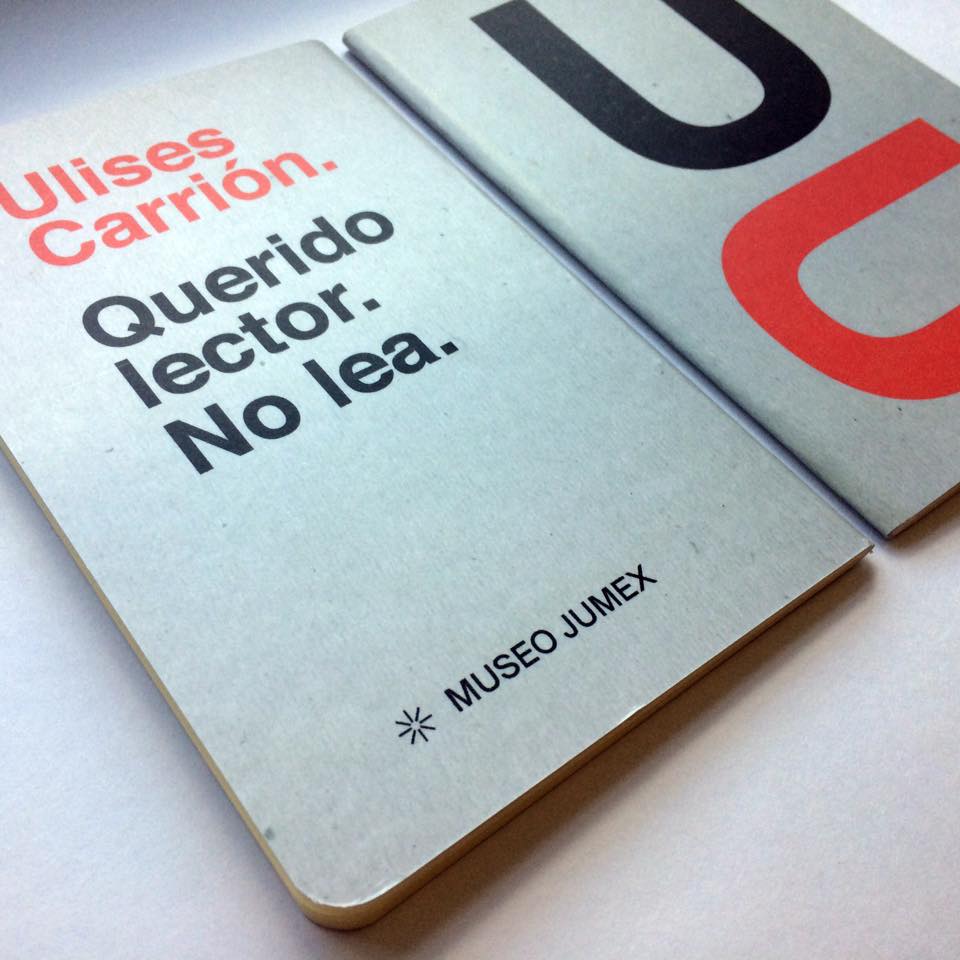 Ulises
Carrión.
Querido
lector.
No lea.
MUSEO JUMEX
U
U